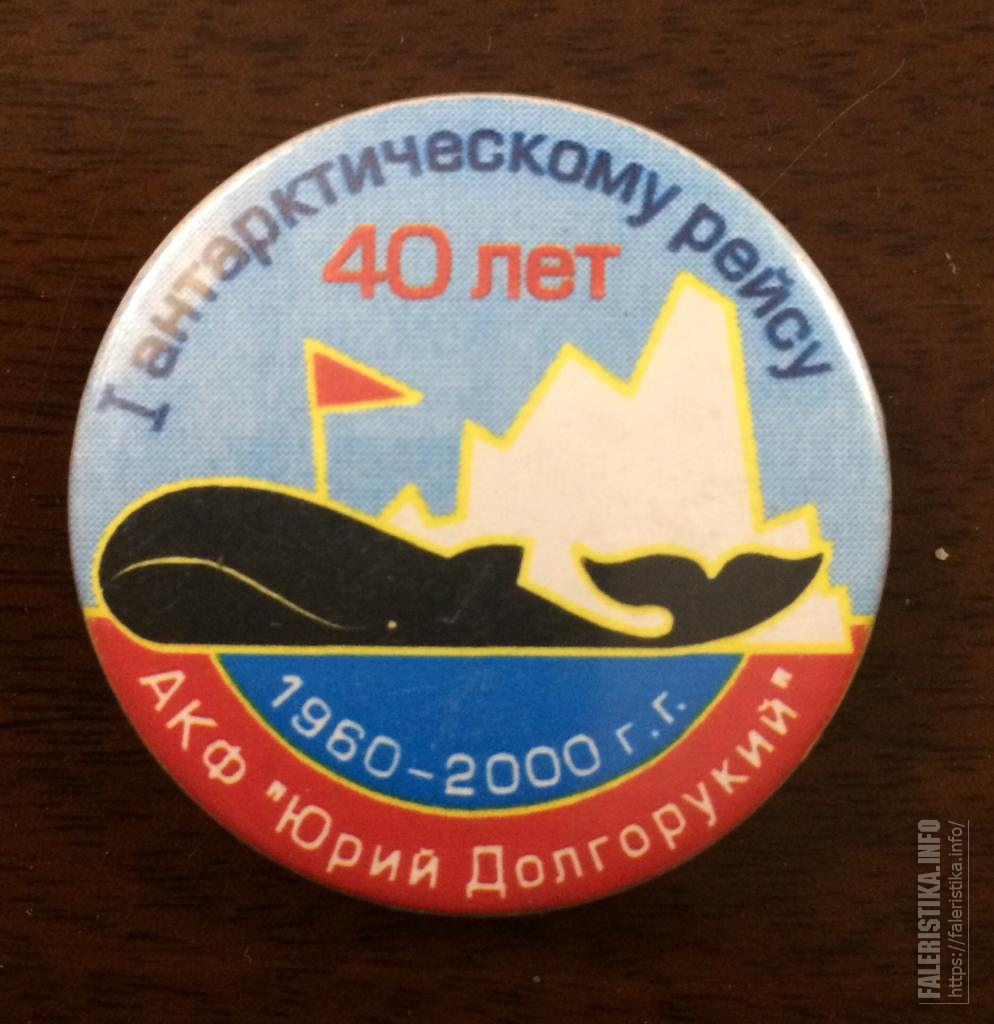 I антарктическому рейсу
40 лет
1960-2000 г.г.
АКФ "Юрий Долгорукий"
FALERISTIKA.INFO
https://faleristika.info/